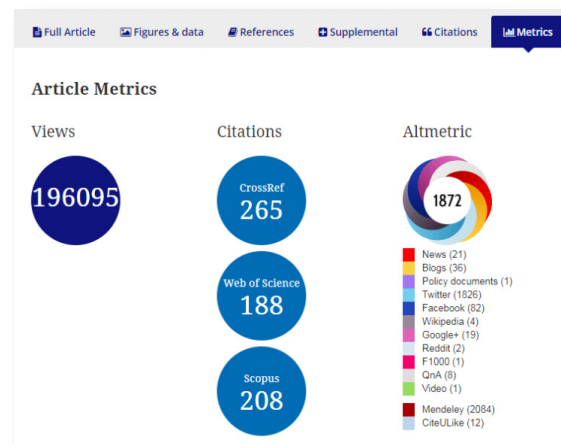 Full Article Figures & data References Supplemental Citations Metrics
Article Metrics
Views
196095
Citations
CrossRef
265
Web of Science
188
Scopus
208
Altmetric
1872
News (21)
Blogs (36)
Policy documents (1)
Twitter (1826)
Facebook (82)
Wikipedia (4)
Google+ (19)
Reddit (2)
F1000 (1)
QnA (8)
Video (1)
Mendeley (2084)
CiteULike (12)